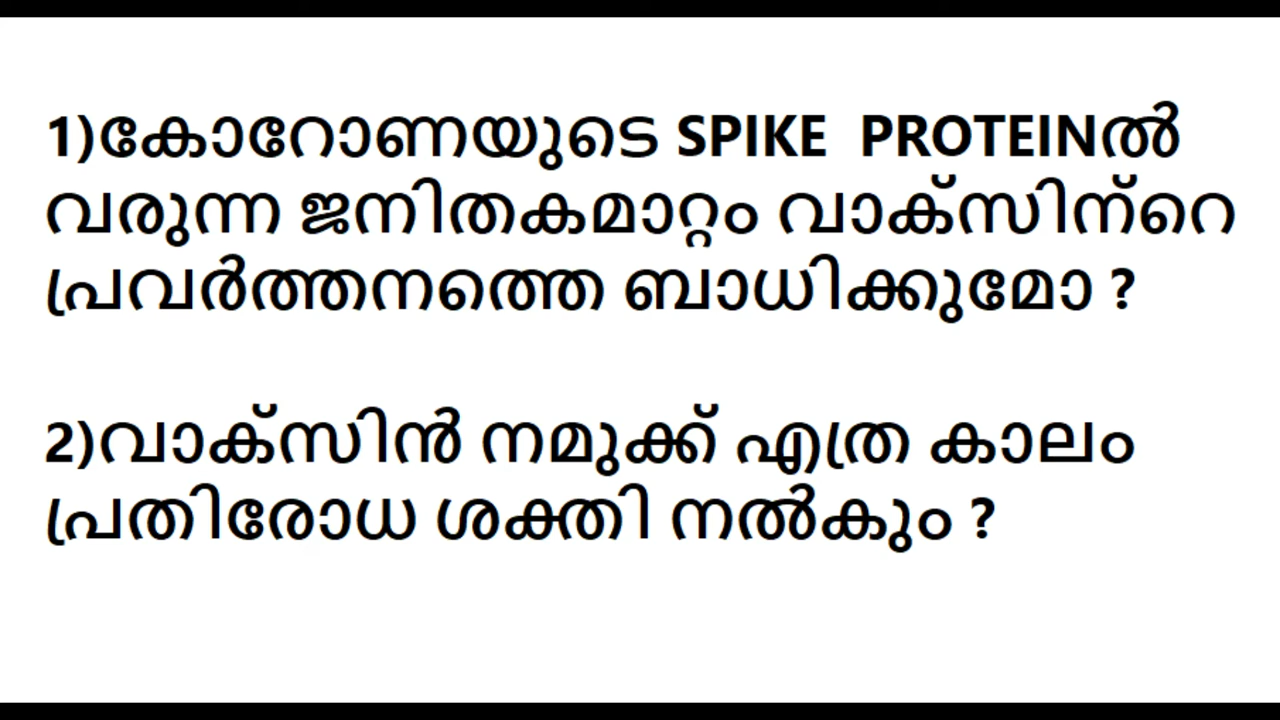 1)കോറോണയുടെ SPIKE PROTEINൽ
വരുന്ന ജനിതകമാറ്റം വാക്സിന്റെ
പ്രവർത്തനത്തെ ബാധിക്കുമോ ?
2)വാക്സിൻ നമുക്ക് എത്ര കാലം
പ്രതിരോധ ശക്തി നൽകും ?